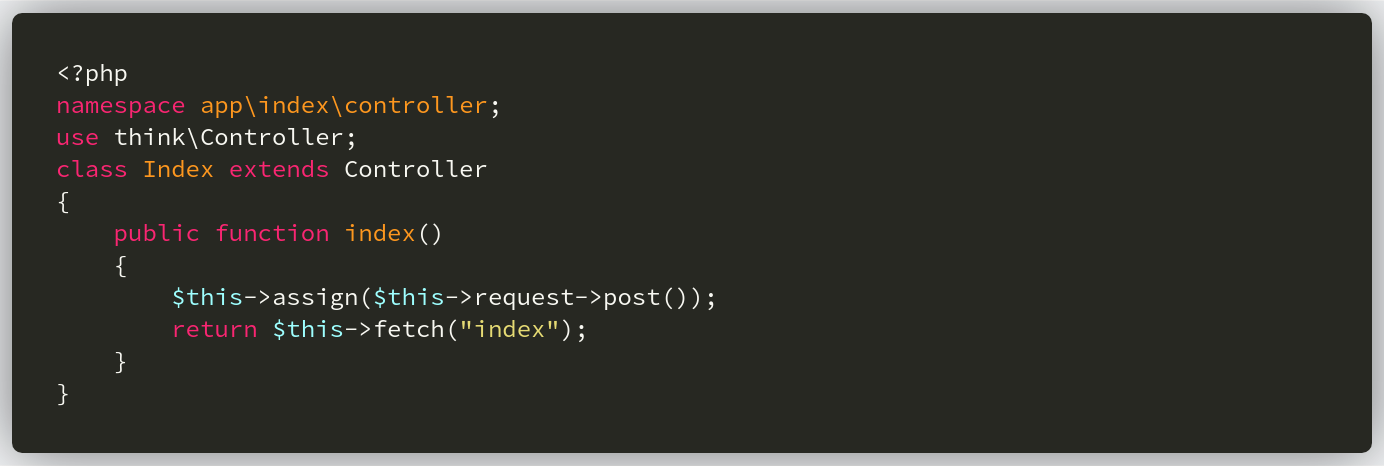 <?php
namespace app\index\controller;
use think\Controller;
class Index extends Controller
{
    public function index()
    {
        $this->assign($this->request->post());
        return $this->fetch("index");
    }
}